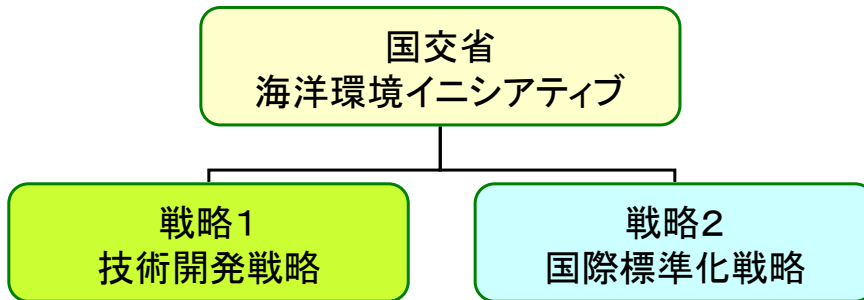 国交省
海洋環境イニシアティブ
戦略１
技術開発戦略
戦略２
国際標準化戦略